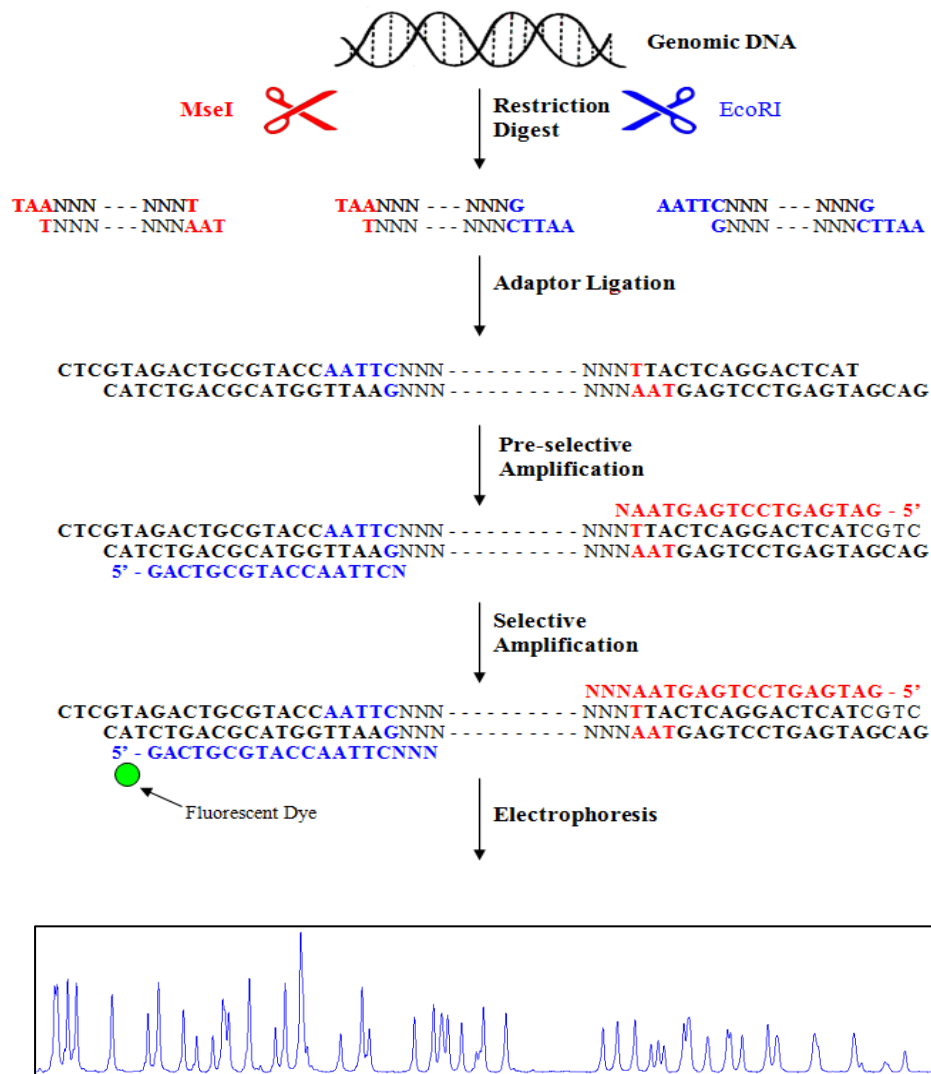 Genomic DNA
MseI
Restriction
Digest
EcoRI
TAANNN - - - NNNT
TNNN - - - NNNAAT
TAANNN - - - NNNG
TNNN - - - NNNCTTAA
AATTCNNN - - - NNNG
GNNN - - - NNNCTTAA
Adaptor Ligation
CTCGTAGACTGCGTACCAATTCNNN - - - - - - - - - - NNNTTACTCAGGACTCAT
CATCTGACGCATGGTTAAGNNN - - - - - - - - - - NNNAATGAGTCCTGAGTAGCAG
Pre-selective
Amplification
NAATGAGTCCTGAGTAG - 5’
CTCGTAGACTGCGTACCAATTCNNN - - - - - - - - - - NNNTTACTCAGGACTCATCGTC
CATCTGACGCATGGTTAAGNNN - - - - - - - - - - NNNAATGAGTCCTGAGTAGCAG
5’ - GACTGCGTACCAATTCN
Selective
Amplification
NNNAATGAGTCCTGAGTAG - 5’
CTCGTAGACTGCGTACCAATTCNNN - - - - - - - - - - NNNTTACTCAGGACTCATCGTC
CATCTGACGCATGGTTAAGNNN - - - - - - - - - - NNNAATGAGTCCTGAGTAGCAG
5’ - GACTGCGTACCAATTCNNN
Fluorescent Dye
Electrophoresis